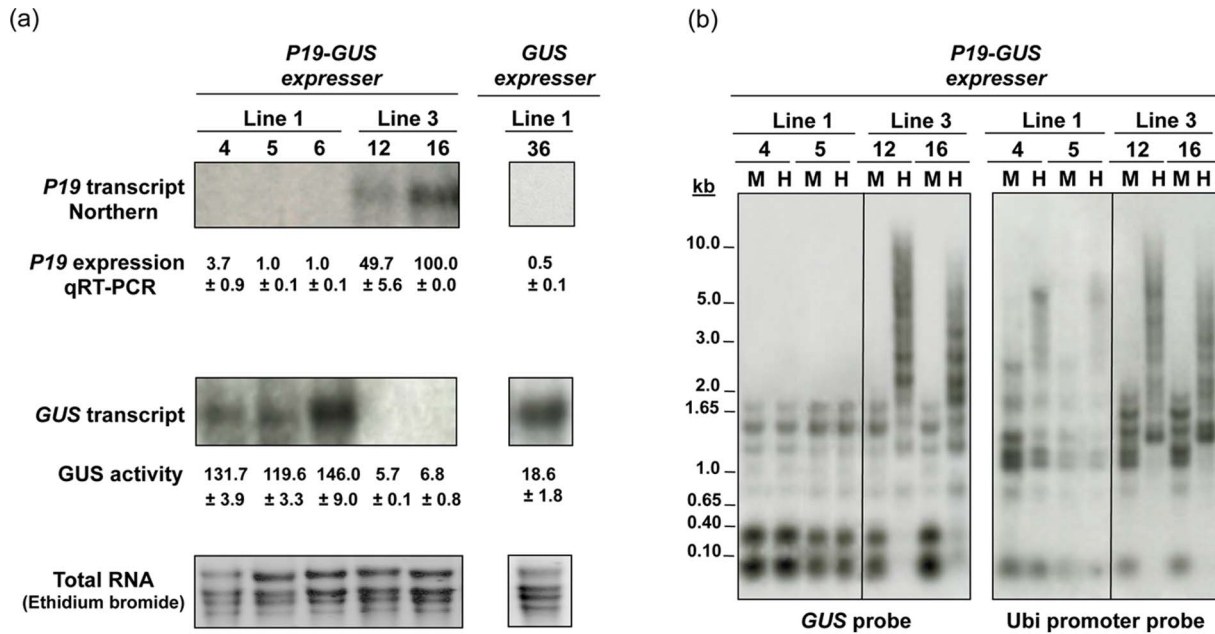 (a)
P19-GUS
expresser
GUS
expresser
Line 1 Line 3 Line 1
4 5 6 12 16 36
P19 transcript
Northern
P19 expression
qRT-PCR
3.7 1.0 1.0 49.7 100.0 0.5
± 0.9 ± 0.1 ± 0.1 ± 5.6 ± 0.0 ± 0.1
GUS transcript
GUS activity
131.7 119.6 146.0 5.7 6.8 18.6
± 3.9 ± 3.3 ± 9.0 ± 0.1 ± 0.8 ± 1.8
Total RNA
(Ethidium bromide)
(b)
P19-GUS
expresser
Line 1 Line 3 Line 1 Line 3
4 5 12 16 4 5 12 16
kb
M H M H M H M H M H M H M H M H
10.0
5.0
3.0
2.0
1.65
1.0
0.65
0.40
0.10
GUS probe
Ubi promoter probe